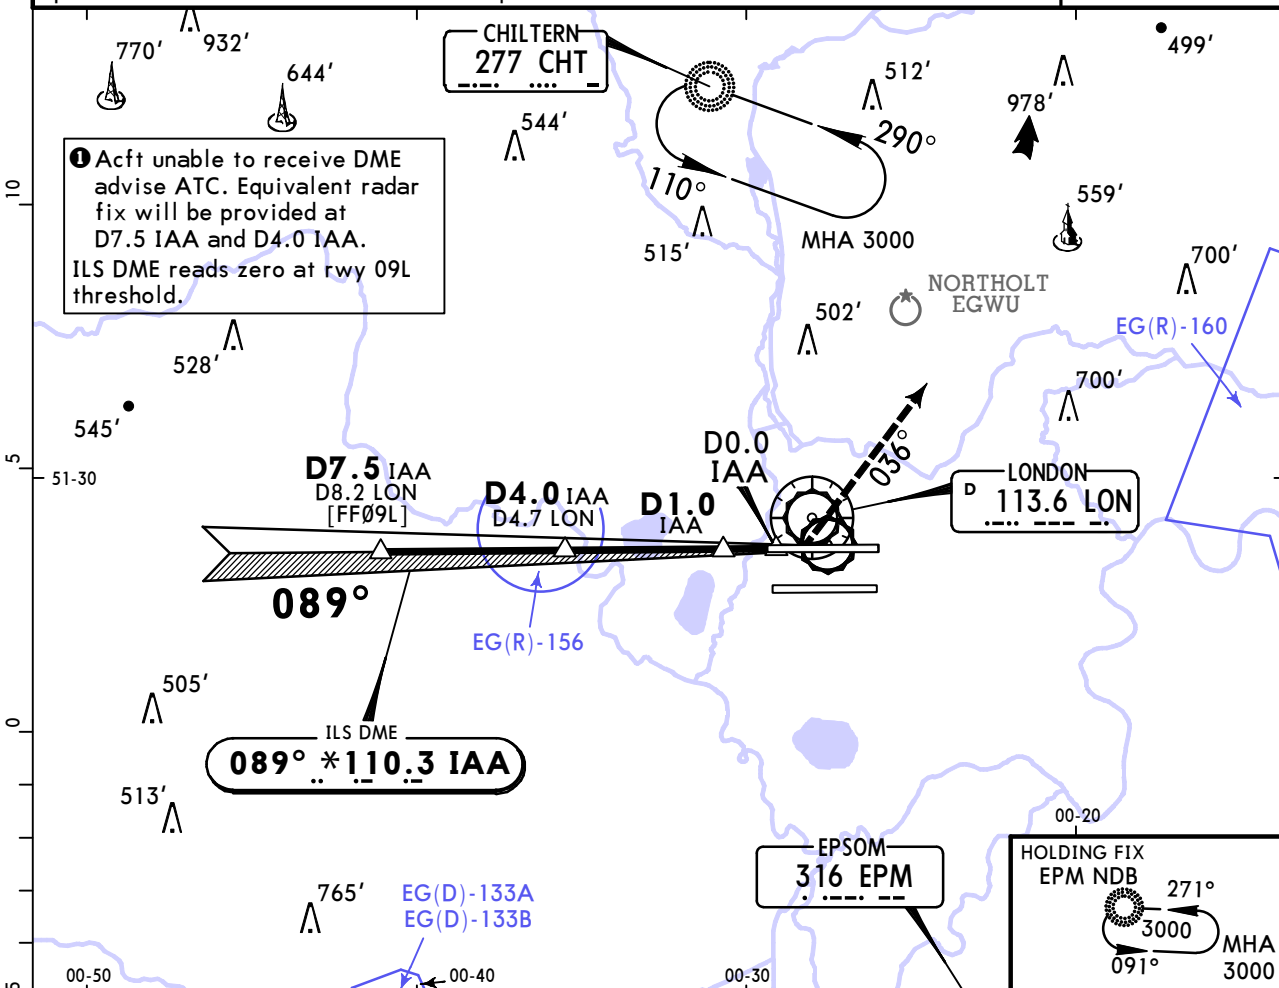 770'
932'
644'
CHILTERN
277 CHT
544'
512'
499'
978'
290°
110°
515'
MHA 3000
559'
700'
10
❶ Acft unable to receive DME
advise ATC. Equivalent radar
fix will be provided at
D7.5 IAA and D4.0 IAA.
ILS DME reads zero at rwy 09L
threshold.
NORTHOLT
EGWU
502'
EG(R)-160
528'
545'
700'
5
51-30
D7.5 IAA
D8.2 LON
[FFØ9L]
D4.0 IAA
D4.7 LON
D1.0
IAA
D0.0
IAA
036°
LONDON
D 113.6 LON
089°
EG(R)-156
505'
0
ILS DME
089° *110.3 IAA
513'
00-20
EPSOM
316 EPM
HOLDING FIX
EPM NDB
271°
3000
091°
MHA
3000
765'
EG(D)-133A
EG(D)-133B
00-50
00-40
00-30